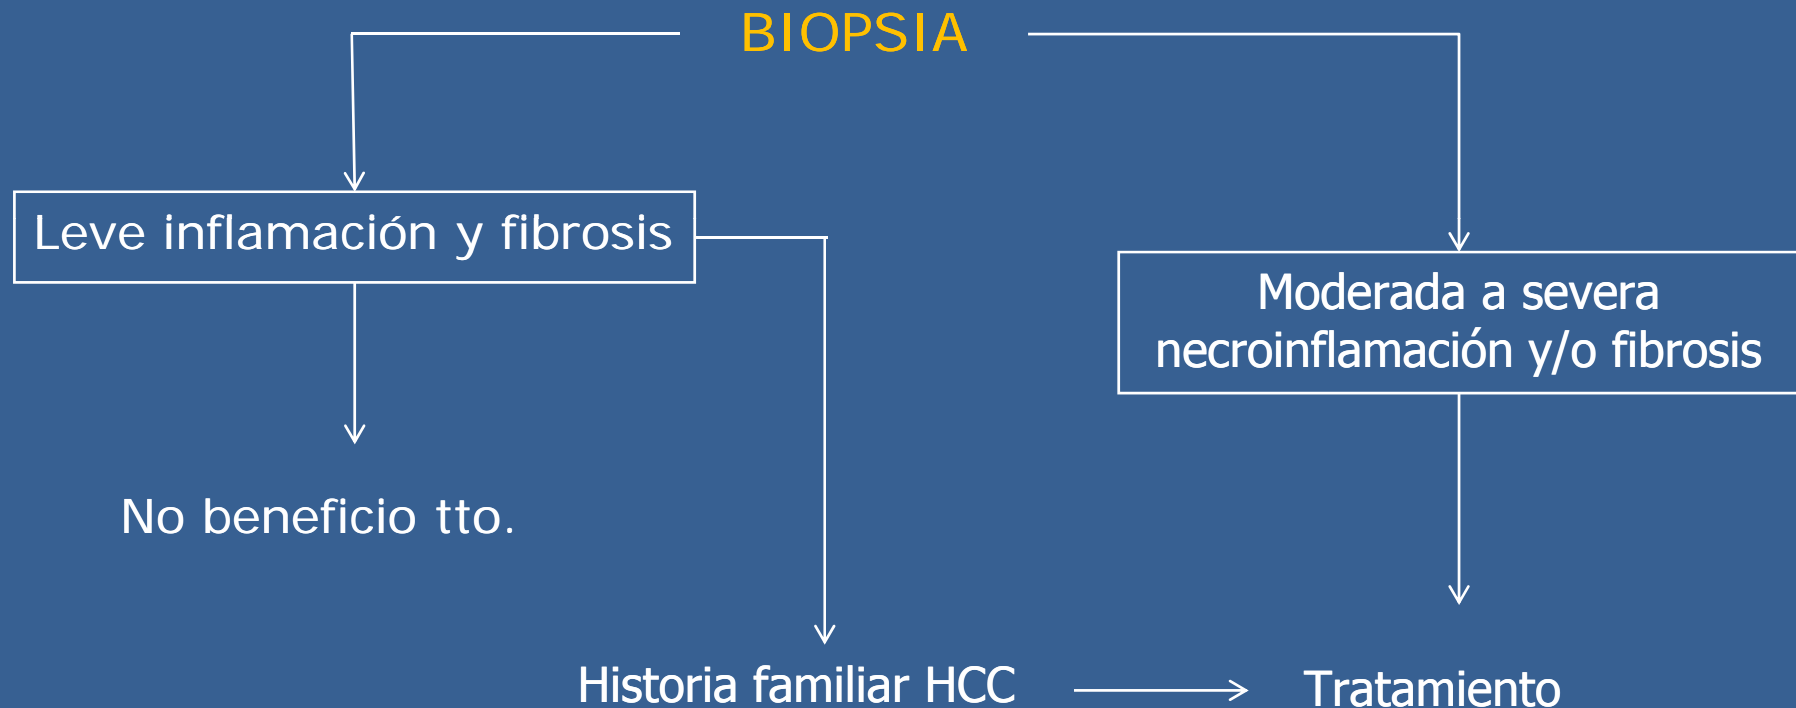 BIOPSIA
Leve inflamación y fibrosis
Moderada a severa
necroinflamación y/o fibrosis
No beneficio tto.
Historia familiar HCC
Tratamiento